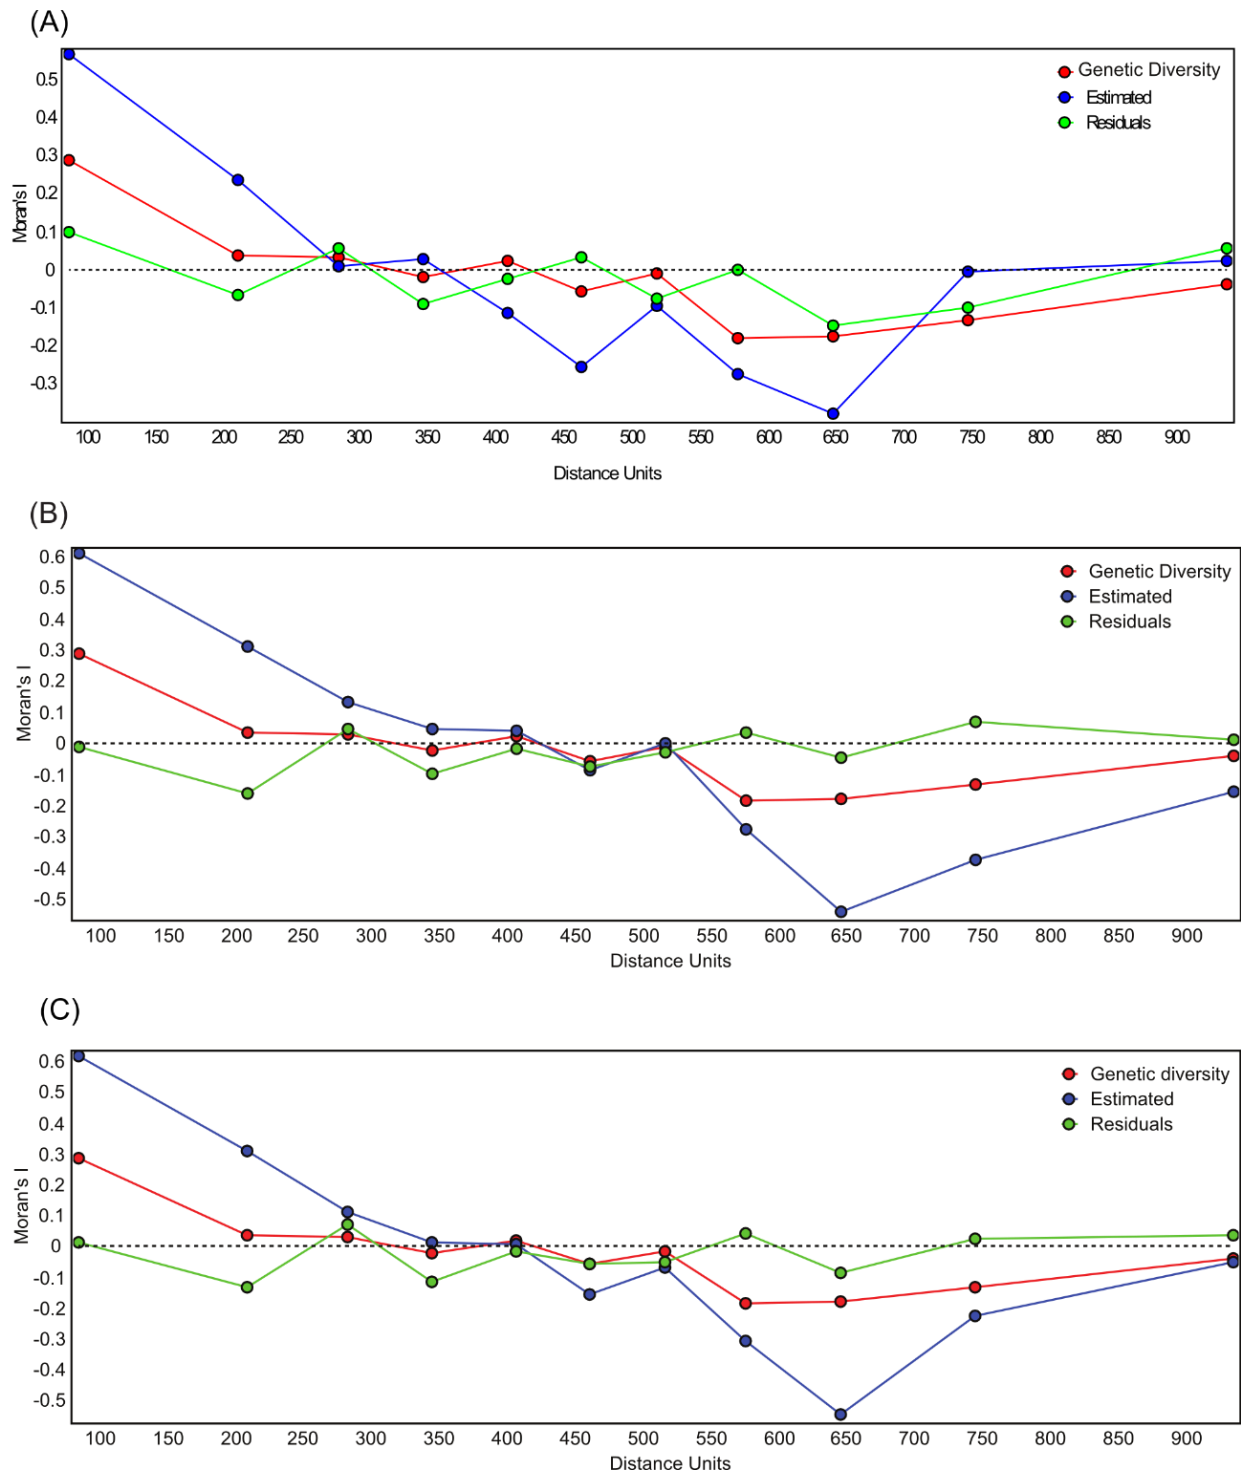 (A)
Genetic Diversity
Estimated
Residuals
0.5
0.4
0.3
0.2
0.1
0
-0.1
-0.2
-0.3
Moran's I
100 150 200 250 300 350 400 450 500 550 600 650 700 750 800 850 900
Distance Units
(B)
Genetic Diversity
Estimated
Residuals
0.6
0.5
0.4
0.3
0.2
0.1
0
-0.1
-0.2
-0.3
-0.4
-0.5
Moran's I
100 200 250 300 350 400 450 500 550 600 650 700 750 800 850 900
Distance Units
(C)
Genetic diversity
Estimated
Residuals
0.6
0.5
0.4
0.3
0.2
0.1
0
-0.1
-0.2
-0.3
-0.4
-0.5
Moran's I
100 200 250 300 350 400 450 500 550 600 650 700 750 800 850 900
Distance Units